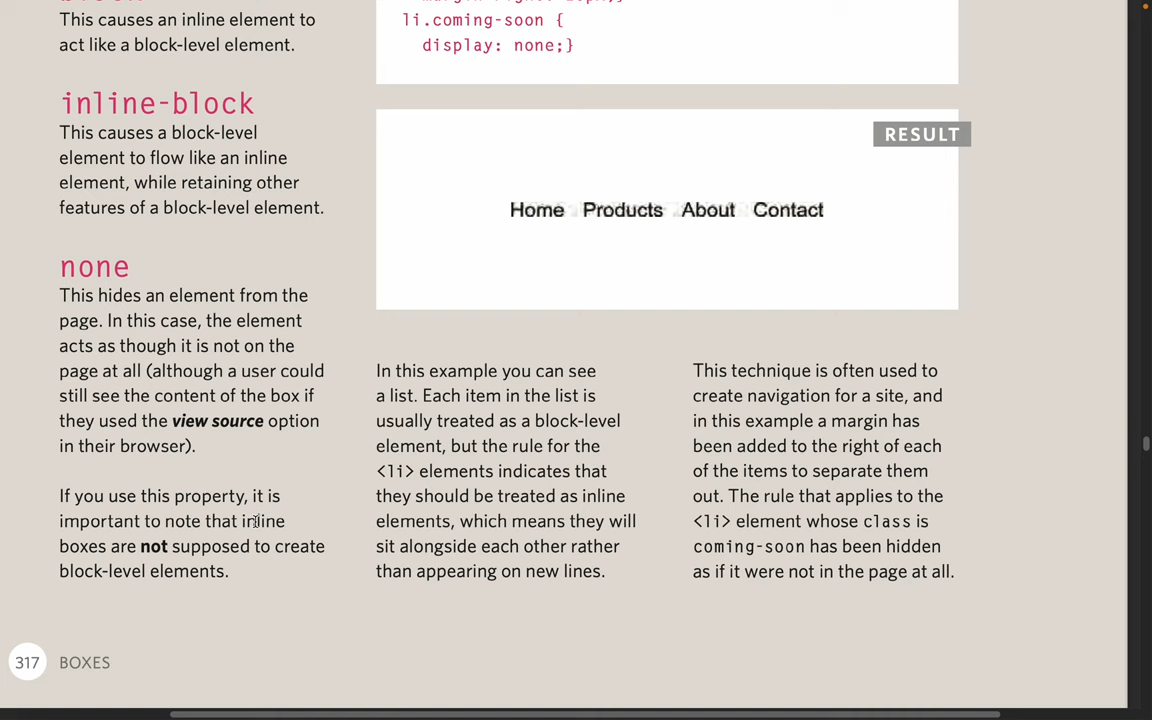 This causes an inline element to
act like a block-level element.
inline-block
This causes a block-level
element to flow like an inline
element, while retaining other
features of a block-level element.
none
This hides an element from the
page. In this case, the element
acts as though it is not on the
page at all (although a user could
still see the content of the box if
they used the view source option
in their browser).
If you use this property, it is
important to note that inline
boxes are not supposed to create
block-level elements.
li.coming-soon {
display: none;}
RESULT
Home Products About Contact
In this example you can see
a list. Each item in the list is
usually treated as a block-level
element, but the rule for the
<li> elements indicates that
they should be treated as inline
elements, which means they will
sit alongside each other rather
than appearing on new lines.
This technique is often used to
create navigation for a site, and
in this example a margin has
been added to the right of each
of the items to separate them
out. The rule that applies to the
<li> element whose class is
coming-soon has been hidden
as if it were not in the page at all.
317 BOXES